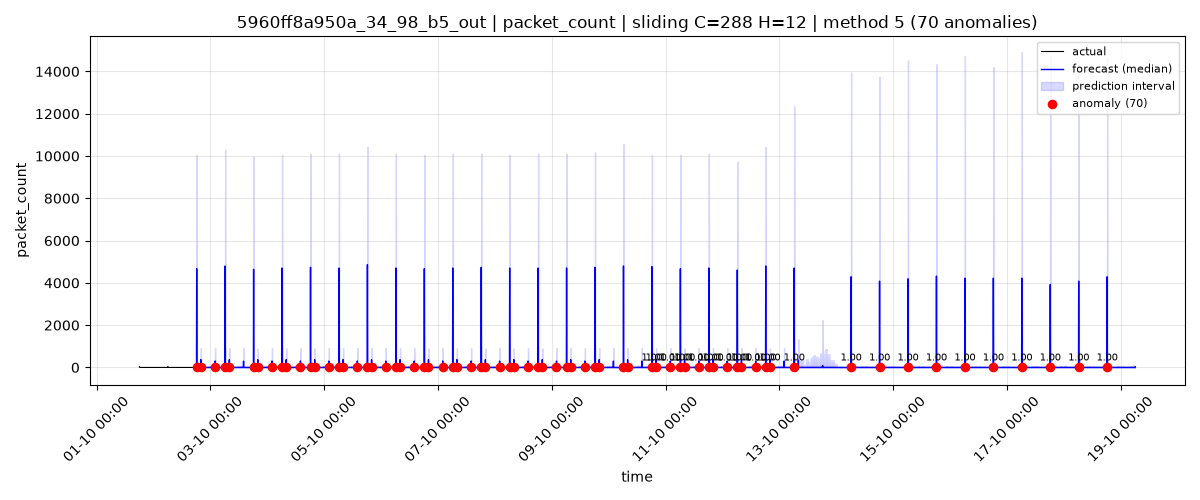 5960ff8a950a_34_98_b5_out | packet_count | sliding C=288 H=12 | method 5 (70 anomalies)
packet_count
14000
12000
10000
8000
6000
4000
2000
0
actual
forecast (median)
prediction interval
anomaly (70)
1.00 1.00 1.00 1.00 1.00 1.00 1.00 1.00 1.00 1.00 1.00
01-10 00:00
03-10 00:00
05-10 00:00
07-10 00:00
09-10 00:00
11-10 00:00
13-10 00:00
15-10 00:00
17-10 00:00
19-10 00:00
time